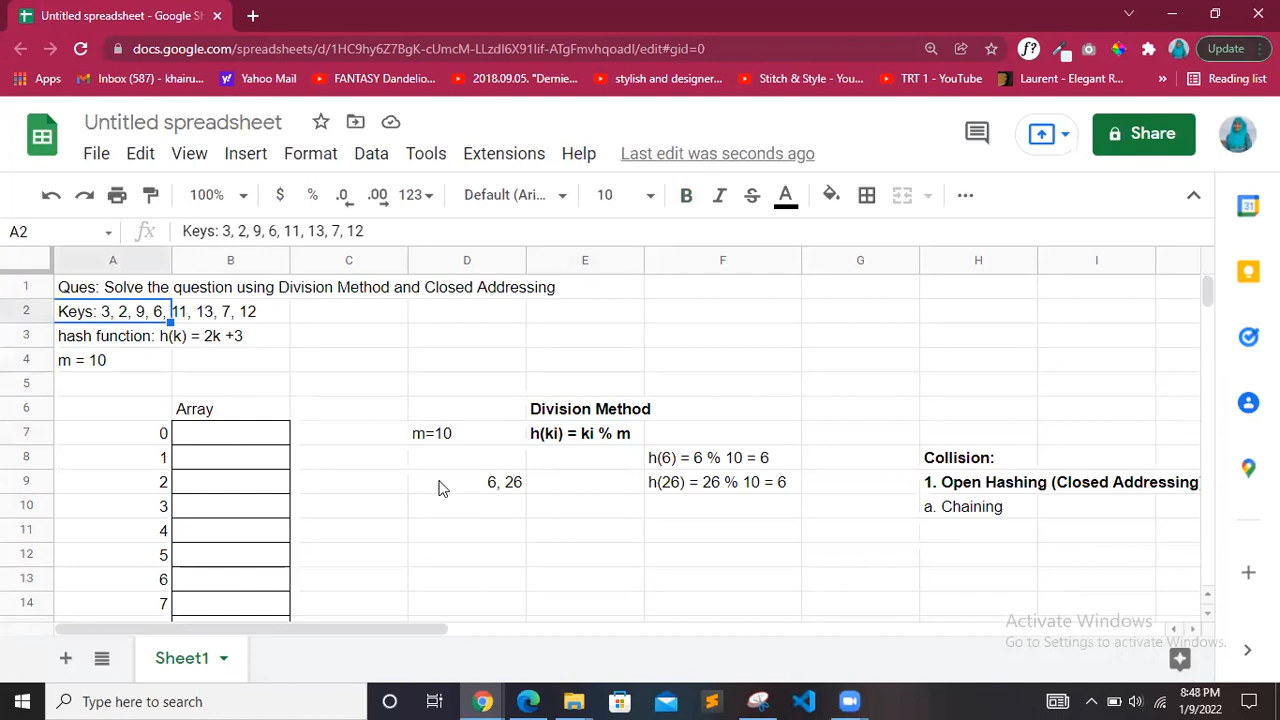 Untitled spreadsheet - Google Sh
docs.google.com/spreadsheets/d/1HC9hy6Z7BgK-cUmcM-LLzdI6X91Iif-ATgFmvhqoadI/edit#gid=0
Update
Apps
Inbox (587) - khairu...
Yahoo Mail
FANTASY Dandelio...
2018.09.05. "Dernie...
stylish and designer...
Stitch & Style - You...
TRT 1 - YouTube
Laurent - Elegant R...
Reading list
Untitled spreadsheet
File Edit View Insert Format Data Tools Extensions Help Last edit was seconds ago
Share
100% $ % .0 .00 123 Default (Ari... 10 B I S A
A2 fx Keys: 3, 2, 9, 6, 11, 13, 7, 12
A B C D E F G H I
1 Ques: Solve the question using Division Method and Closed Addressing
2 Keys: 3, 2, 9, 6, 11, 13, 7, 12
3 hash function: h(k) = 2k +3
4 m = 10
5
6 Array Division Method
7 0 m=10 h(ki) = ki % m
8 1 h(6) = 6 % 10 = 6 Collision:
9 2 6, 26 h(26) = 26 % 10 = 6 1. Open Hashing (Closed Addressing
10 3 a. Chaining
11 4
12 5
13 6
14 7
Activate Windows
Go to Settings to activate Windows.
Sheet1
Type here to search
8:48 PM
1/9/2022